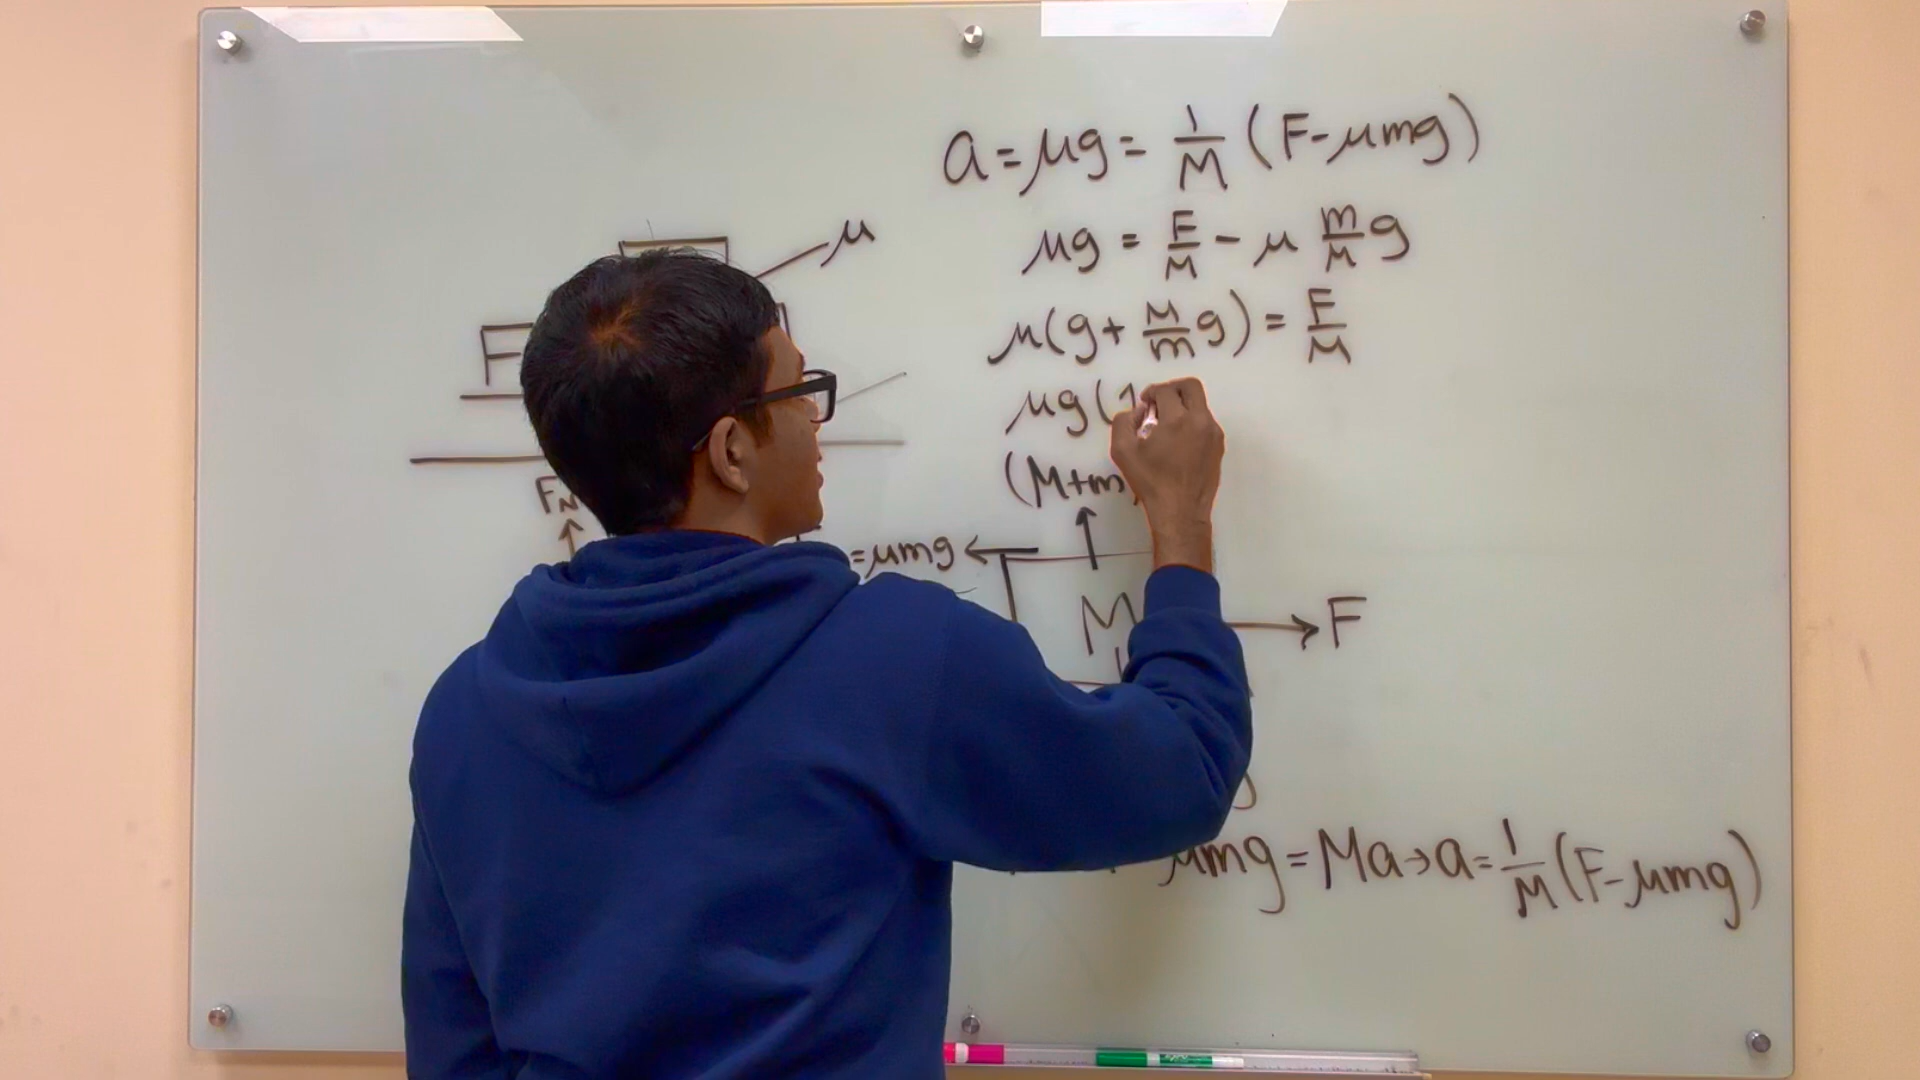 a = μg = 1/M (F-μmg)
μg = F/M - μ m/M g
μ(g + M/m g) = F/M
μg(1
(M+m
μ
F
F_N
=μmg
M
F
μmg = Ma → a = 1/M (F-μmg)